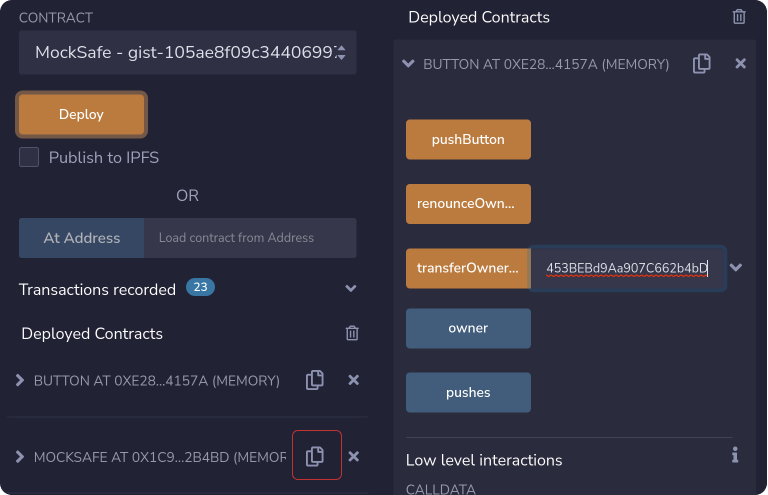 CONTRACT
MockSafe - gist-105ae8f09c3440699
Deploy
Publish to IPFS
OR
At Address
Load contract from Address
Transactions recorded 23
Deployed Contracts
BUTTON AT 0XE28...4157A (MEMORY)
MOCKSAFE AT 0X1C9...2B4BD (MEMOR
Deployed Contracts
BUTTON AT 0XE28...4157A (MEMORY)
pushButton
renounceOwn...
transferOwner... 453BEBd9Aa907C662b4bD
owner
pushes
Low level interactions
CALLDATA